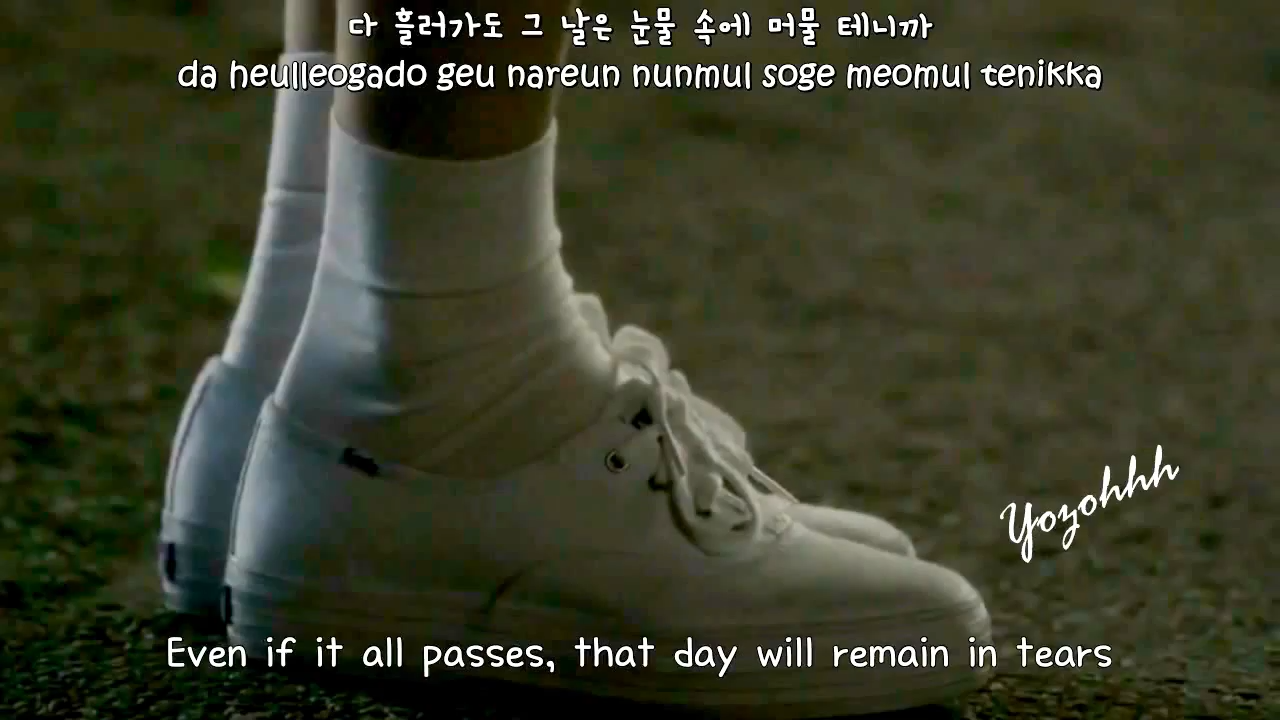 다 흘러가도 그 날은 눈물 속에 머물 테니까
da heulleogado geu nareun nunmul soge meomul tenikka
Yozohhh
Even if it all passes, that day will remain in tears